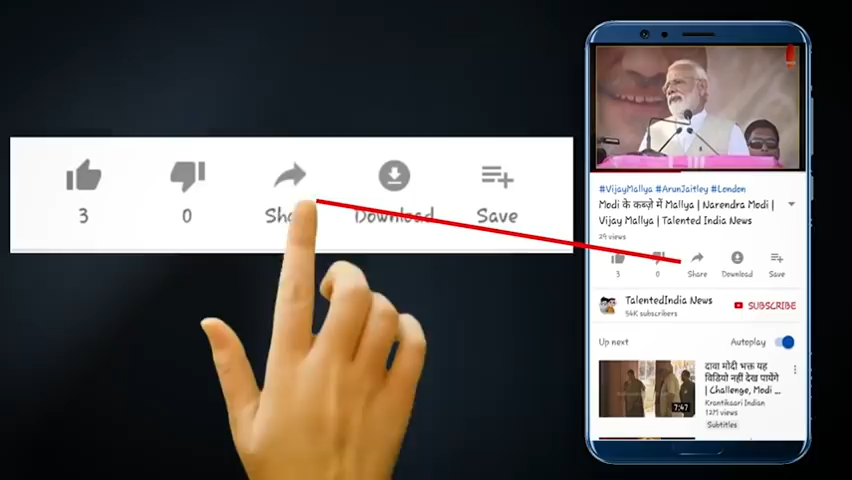 3 0 Share Download Save
#VijayMallya #ArunJaitley #London
Modi के कब्ज़े में Mallya | Narendra Modi |
Vijay Mallya | Talented India News
29 views
3 0 Share Download Save
TalentedIndia News
54K subscribers
SUBSCRIBE
Up next
Autoplay
दावा मोदी भक्त यह
विडियो नहीं देख पायेंगे
| Challenge, Modi ...
Krantikaari Indian
12M views
Subtitles
7:47